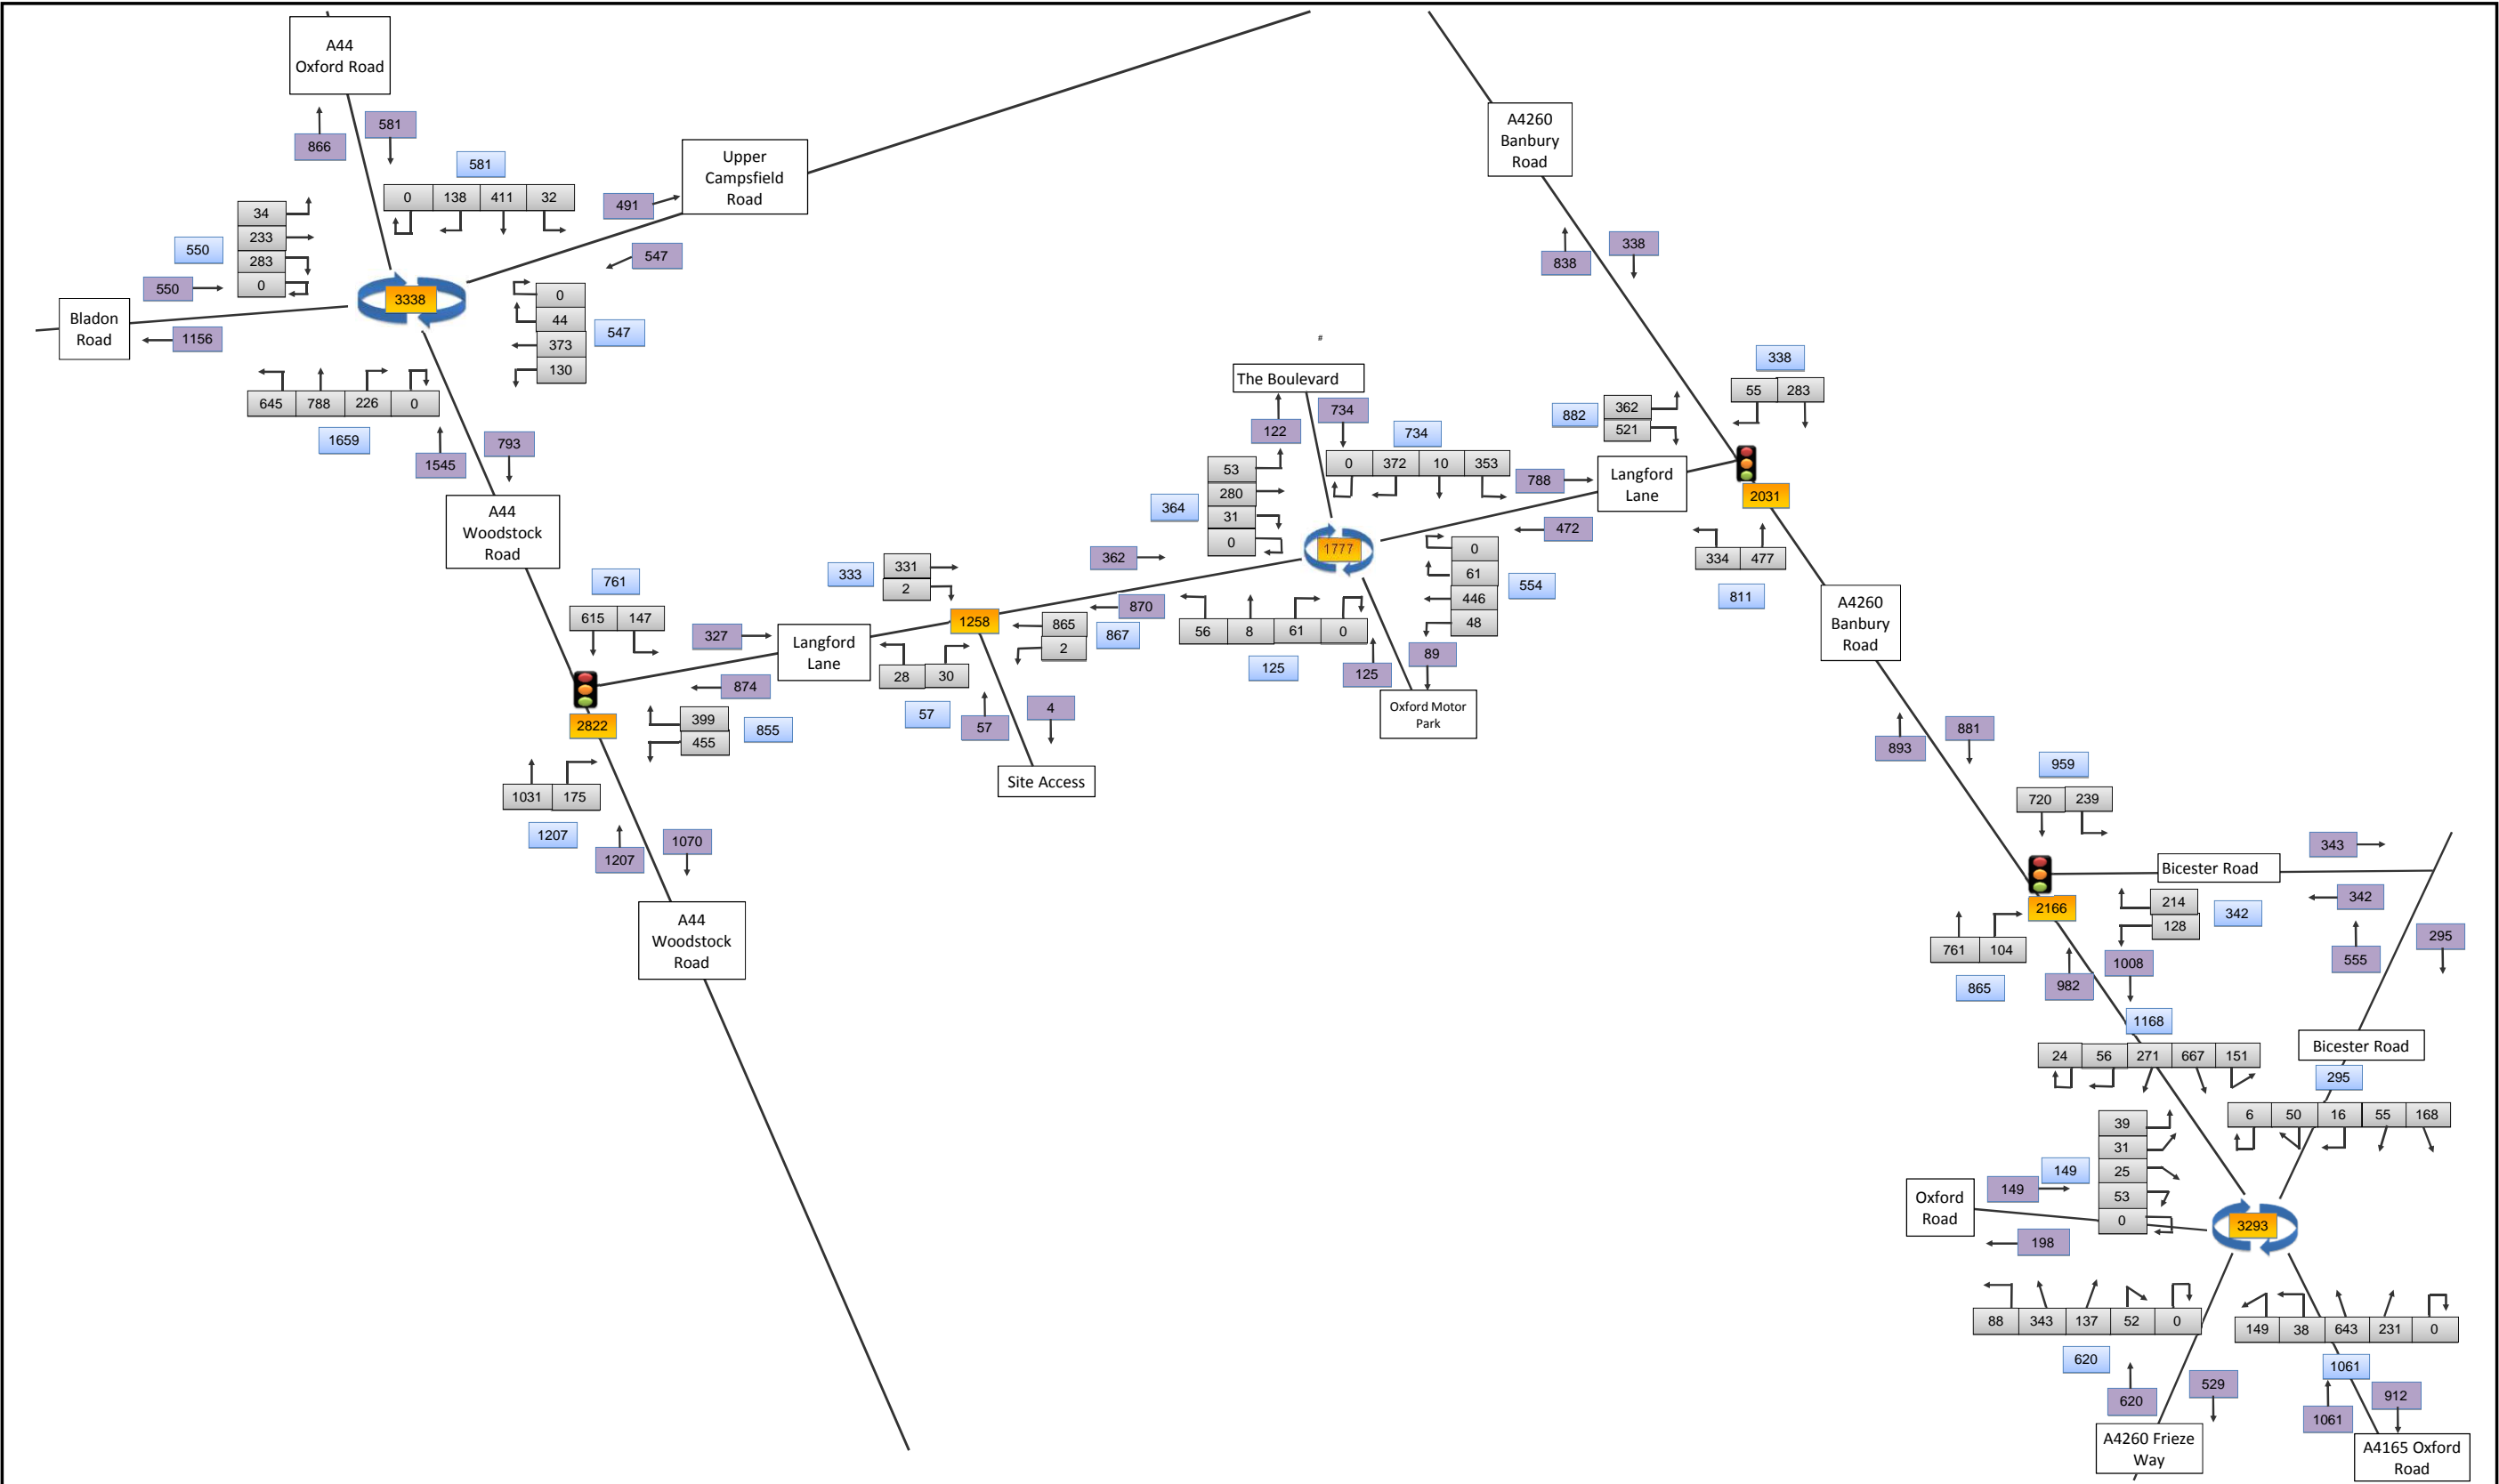 A44
Oxford Road
866
581
581
0 138 411 32
Upper
Campsfield
Road
491
547
34
233
283
0
550
550
Bladon
Road
1156
3338
0
44
373
130
547
645 788 226 0
1659
1545
793
A44
Woodstock
Road
761
615 147
327
Langford
Lane
874
2822
399
455
855
1031 175
1207
1207
1070
A44
Woodstock
Road
333
331
2
1258
865
2
867
870
362
28 30
57
57
4
Site Access
#
The Boulevard
122
734
734
0 372 10 353
364
53
280
31
0
1777
0
61
446
48
554
56 8 61 0
125
125
89
Oxford Motor
Park
788
472
Langford
Lane
882
362
521
A4260
Banbury
Road
838
338
338
55 283
2031
334 477
811
A4260
Banbury
Road
893
881
959
720 239
Bicester Road
343
342
2166
214
128
342
761 104
865
982
1008
555
295
Bicester Road
1168
24 56 271 667 151
295
6 50 16 55 168
39
31
25
53
0
149
149
Oxford
Road
198
3293
88 343 137 52 0
620
620
529
A4260 Frieze
Way
149 38 643 231 0
1061
1061
912
A4165 Oxford
Road